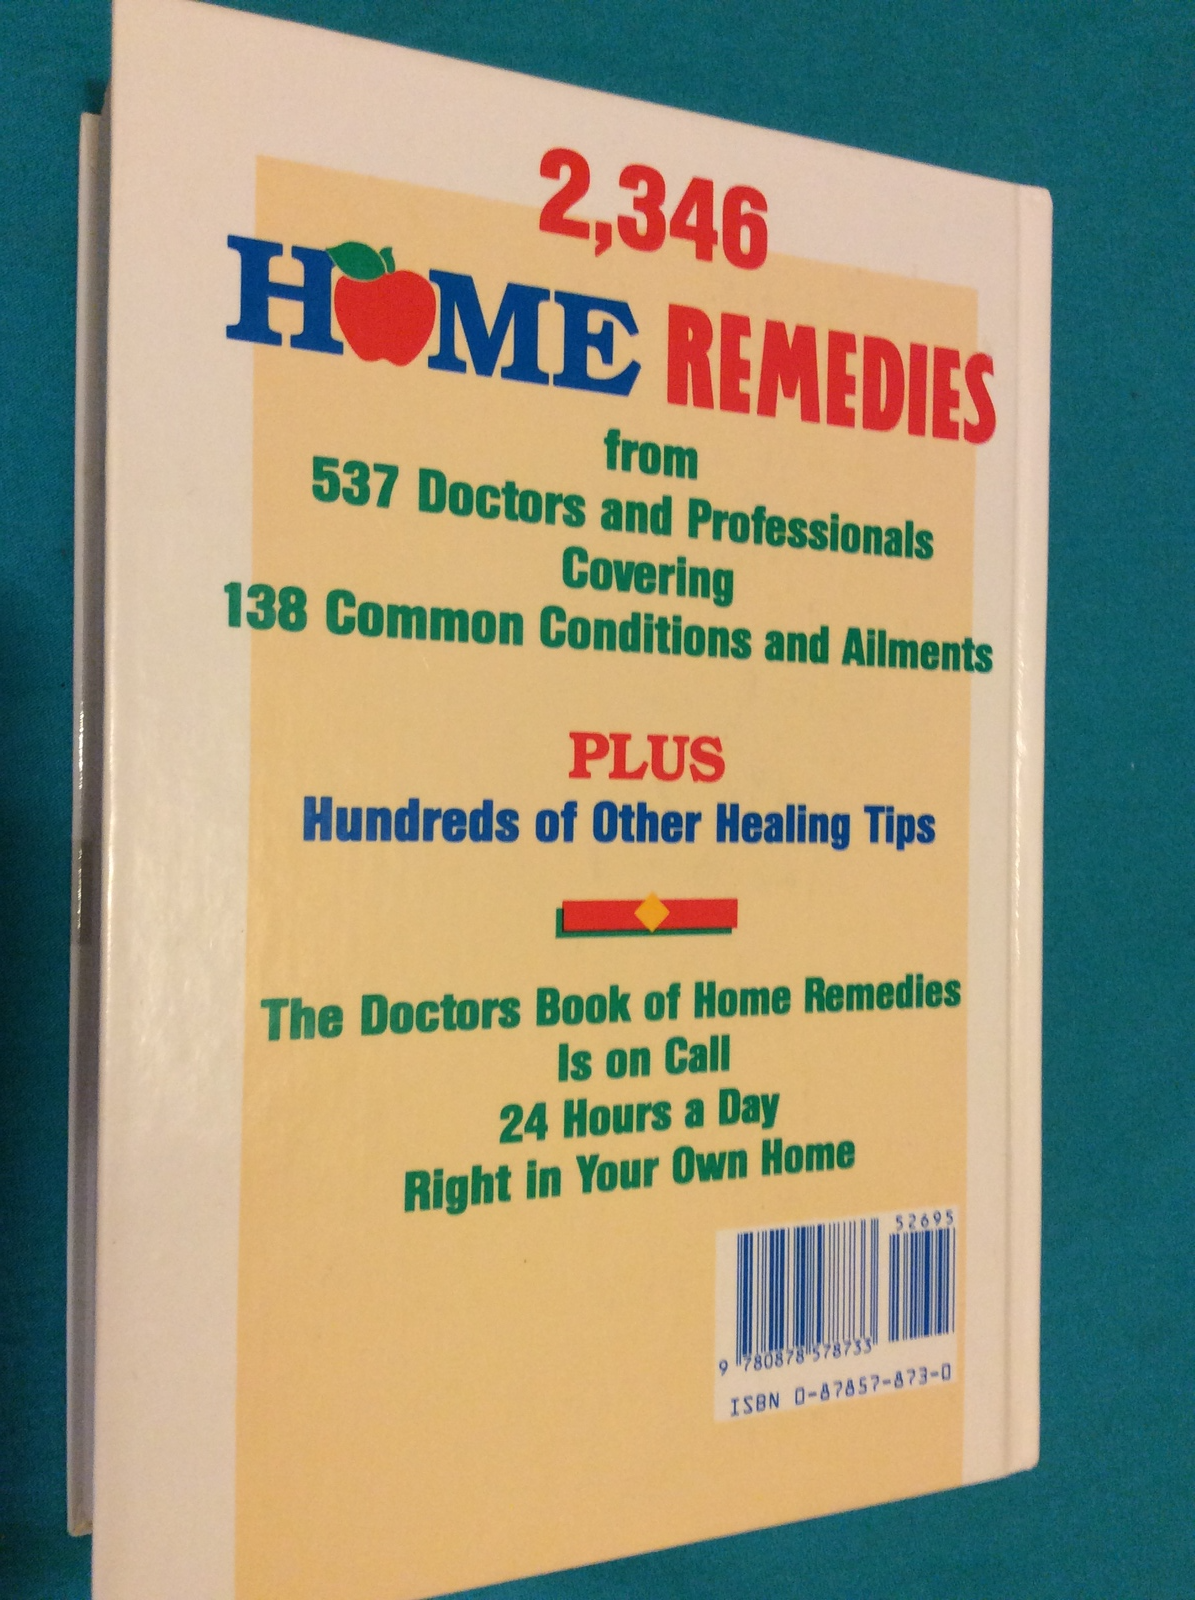 2,346
HOME REMEDIES
from
537 Doctors and Professionals
Covering
138 Common Conditions and Ailments
PLUS
Hundreds of Other Healing Tips
The Doctors Book of Home Remedies
Is on Call
24 Hours a Day
Right in Your Own Home
52695
9 780878 578733
ISBN 0-87857-873-0